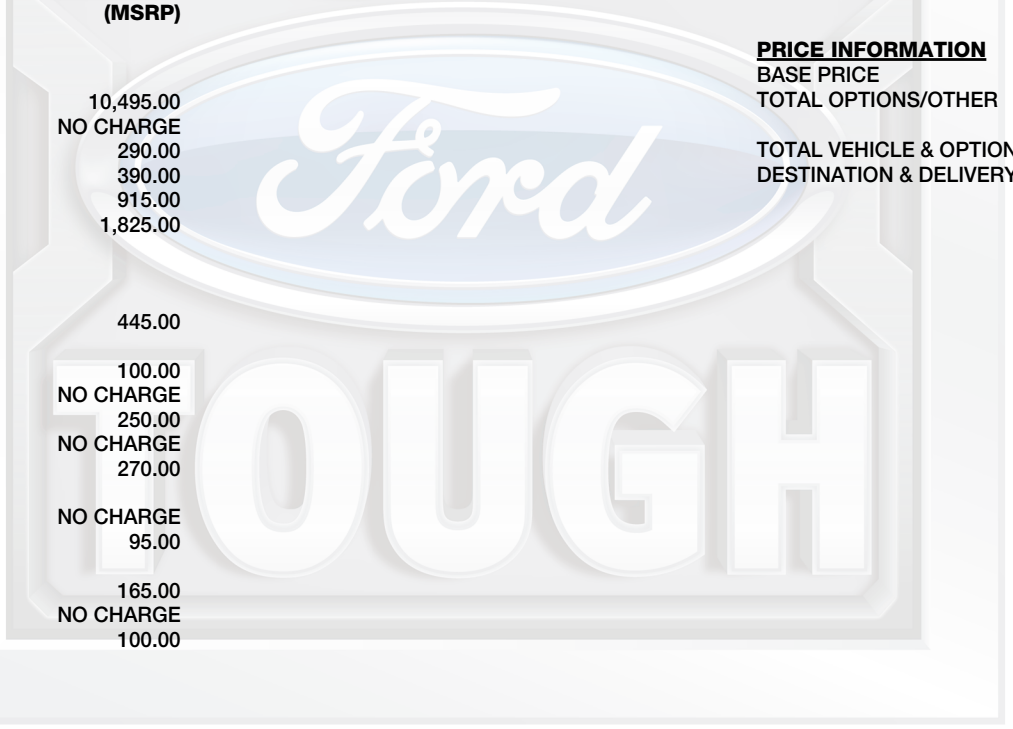 (MSRP)
10,495.00
NO CHARGE
290.00
390.00
915.00
1,825.00
445.00
100.00
NO CHARGE
250.00
NO CHARGE
270.00
NO CHARGE
95.00
165.00
NO CHARGE
100.00
PRICE INFORMATION
BASE PRICE
TOTAL OPTIONS/OTHER
TOTAL VEHICLE & OPTION
DESTINATION & DELIVERY
Ford
TOUGH